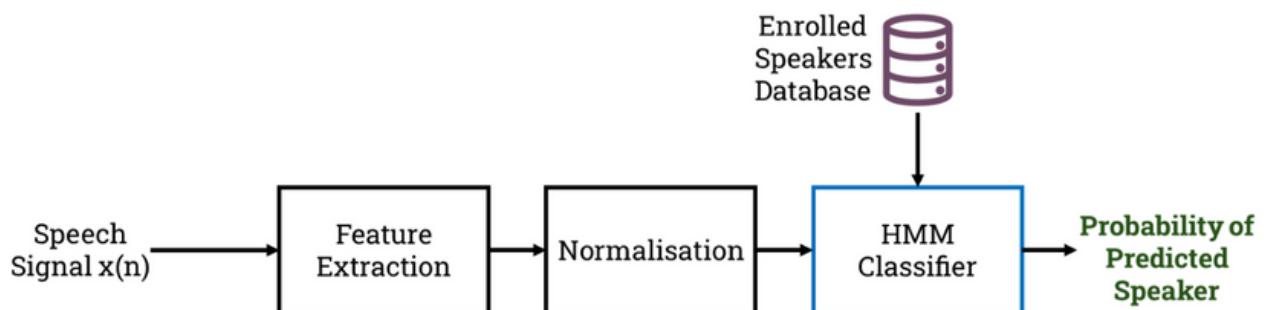 Enrolled
Speakers
Database
Speech
Signal x(n)
Feature
Extraction
Normalisation
HMM
Classifier
Probability of
Predicted
Speaker